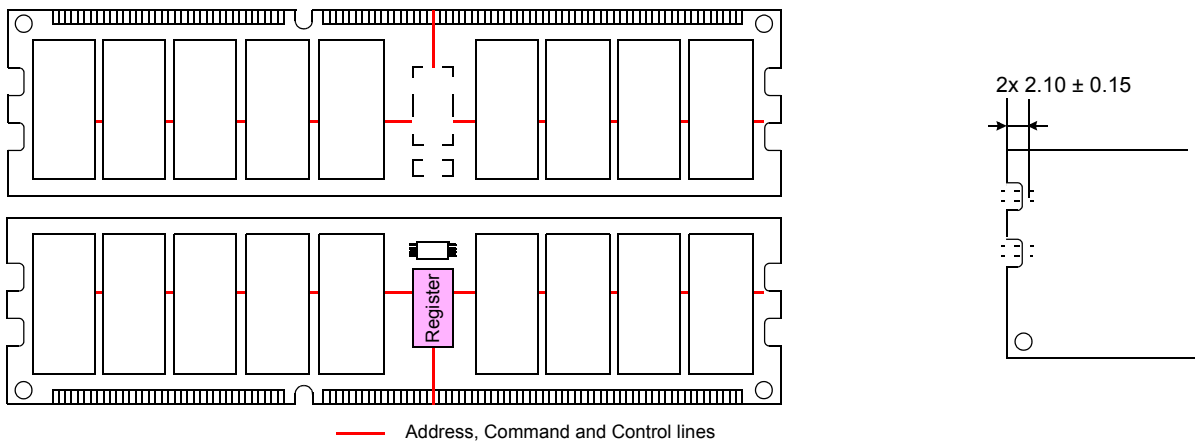 2x 2.10 ± 0.15
Register
Address, Command and Control lines